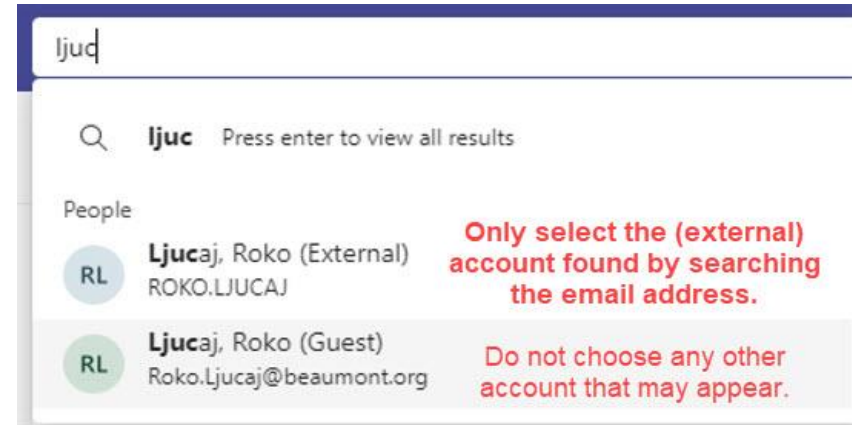 ljuc
ljuc Press enter to view all results
People
RL
Ljucaj, Roko (External)
ROKO.LJUCAJ
Only select the (external)
account found by searching
the email address.
RL
Ljucaj, Roko (Guest)
Roko.Ljucaj@beaumont.org
Do not choose any other
account that may appear.